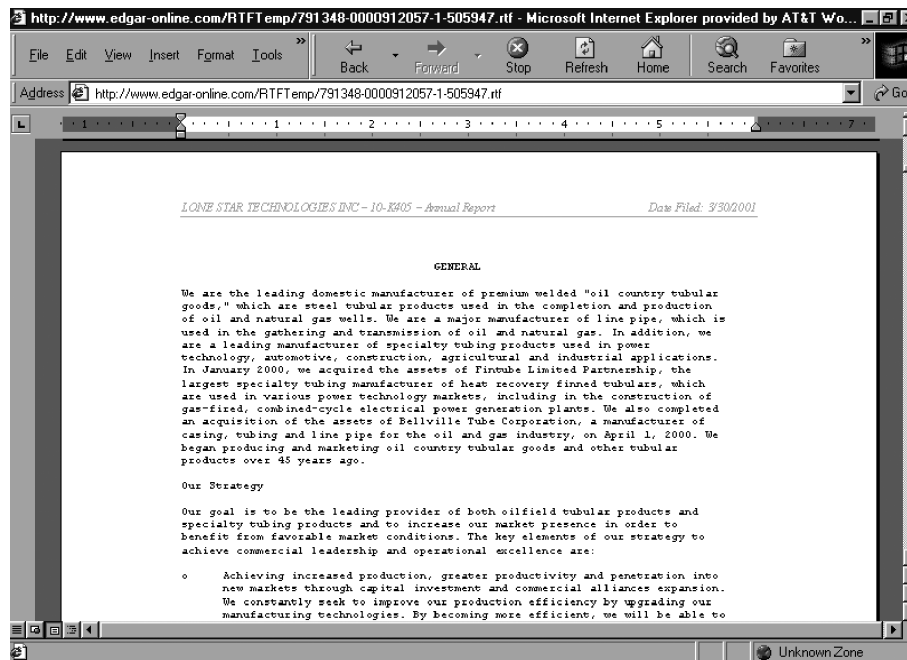 http://www.edgar-online.com/RTFTemp/791348-0000912057-1-505947.rtf - Microsoft Internet Explorer provided by AT&T Wo...
File Edit View Insert Format Tools »
Back Forward Stop Refresh Home Search Favorites »
Address http://www.edgar-online.com/RTFTemp/791348-0000912057-1-505947.rtf Go
L 1 1 2 3 4 5 7
LONE STAR TECHNOLOGIES INC – 10-K405 – Annual Report Date Filed: 3/30/2001
GENERAL
We are the leading domestic manufacturer of premium welded "oil country tubular
goods," which are steel tubular products used in the completion and production
of oil and natural gas wells. We are a major manufacturer of line pipe, which is
used in the gathering and transmission of oil and natural gas. In addition, we
are a leading manufacturer of specialty tubing products used in power
technology, automotive, construction, agricultural and industrial applications.
In January 2000, we acquired the assets of Fintube Limited Partnership, the
largest specialty tubing manufacturer of heat recovery finned tubulars, which
are used in various power technology markets, including in the construction of
gas-fired, combined-cycle electrical power generation plants. We also completed
an acquisition of the assets of Bellville Tube Corporation, a manufacturer of
casing, tubing and line pipe for the oil and gas industry, on April 1, 2000. We
began producing and marketing oil country tubular goods and other tubular
products over 45 years ago.
Our Strategy
Our goal is to be the leading provider of both oilfield tubular products and
specialty tubing products and to increase our market presence in order to
benefit from favorable market conditions. The key elements of our strategy to
achieve commercial leadership and operational excellence are:
o Achieving increased production, greater productivity and penetration into
new markets through capital investment and commercial alliances expansion.
We constantly seek to improve our production efficiency by upgrading our
manufacturing technologies. By becoming more efficient, we will be able to
Unknown Zone